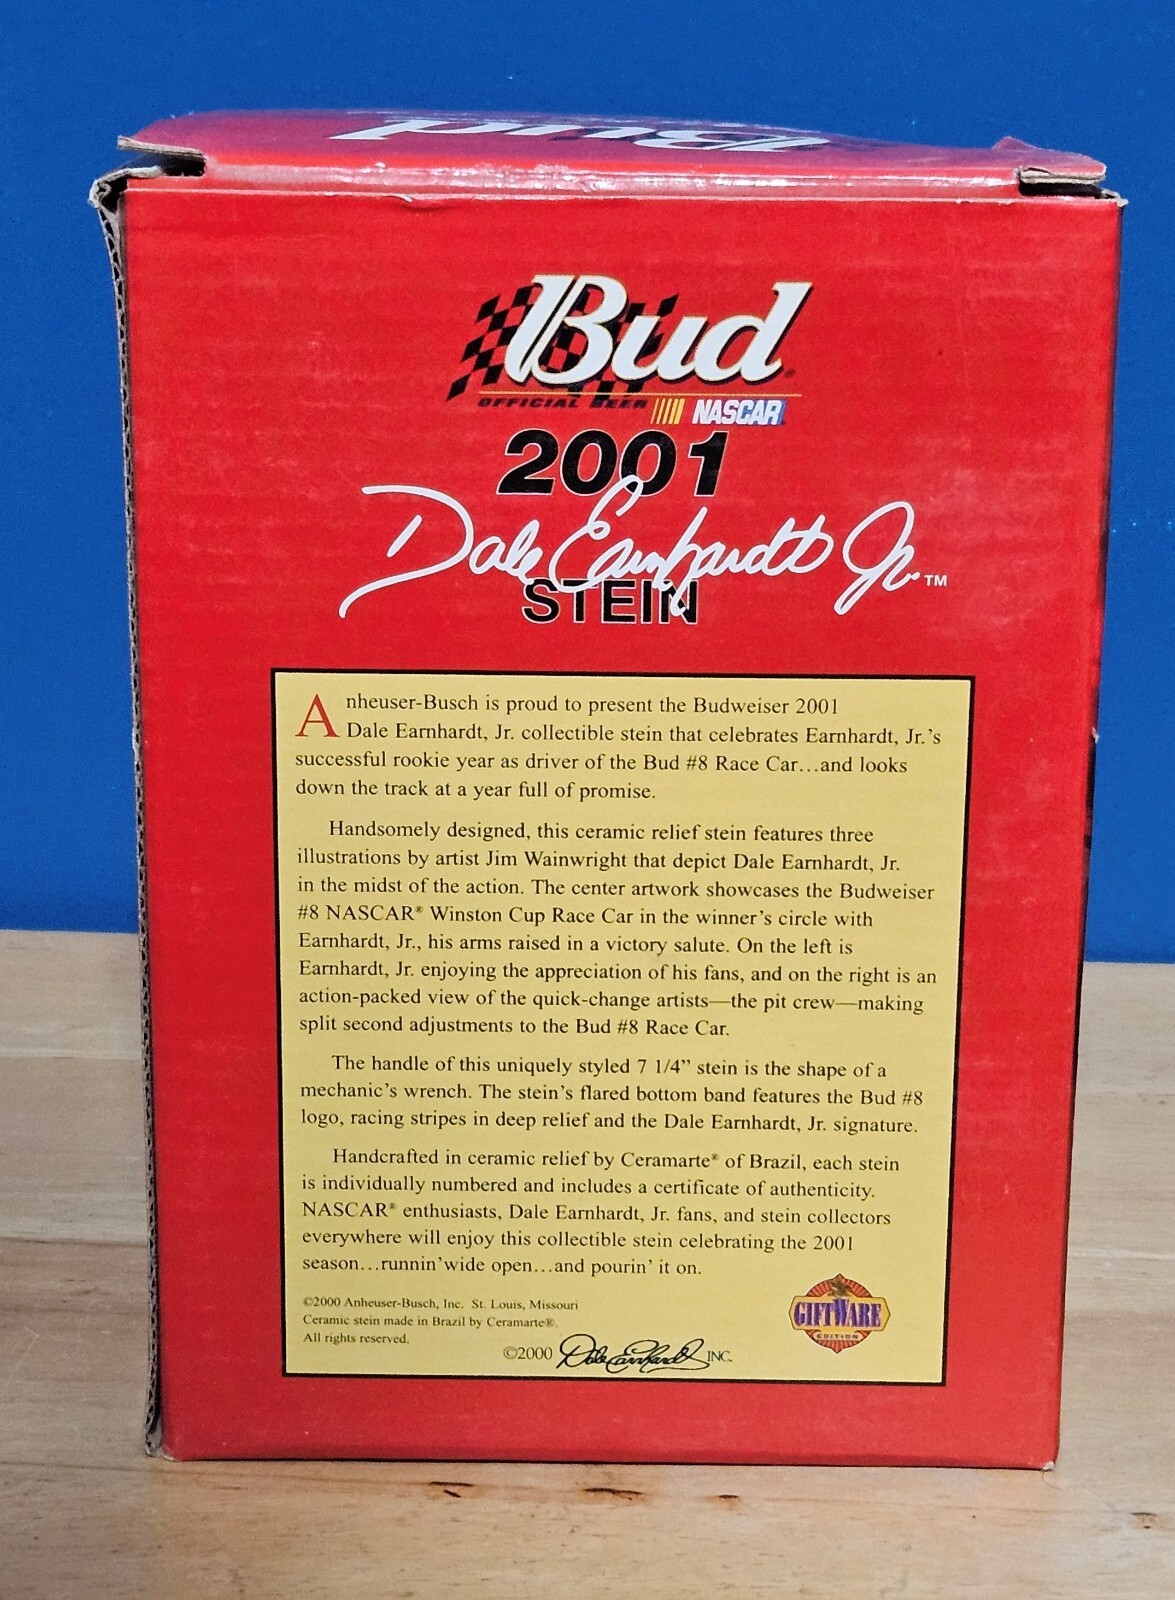 Bud
Bud®
OFFICIAL BEER NASCAR
2001
Dale Earnhardt Jr.™
STEIN
Anheuser-Busch is proud to present the Budweiser 2001
Dale Earnhardt, Jr. collectible stein that celebrates Earnhardt, Jr.'s
successful rookie year as driver of the Bud #8 Race Car...and looks
down the track at a year full of promise.
Handsomely designed, this ceramic relief stein features three
illustrations by artist Jim Wainwright that depict Dale Earnhardt, Jr.
in the midst of the action. The center artwork showcases the Budweiser
#8 NASCAR® Winston Cup Race Car in the winner's circle with
Earnhardt, Jr., his arms raised in a victory salute. On the left is
Earnhardt, Jr. enjoying the appreciation of his fans, and on the right is an
action-packed view of the quick-change artists—the pit crew—making
split second adjustments to the Bud #8 Race Car.
The handle of this uniquely styled 7 1/4” stein is the shape of a
mechanic's wrench. The stein's flared bottom band features the Bud #8
logo, racing stripes in deep relief and the Dale Earnhardt, Jr. signature.
Handcrafted in ceramic relief by Ceramarte® of Brazil, each stein
is individually numbered and includes a certificate of authenticity.
NASCAR® enthusiasts, Dale Earnhardt, Jr. fans, and stein collectors
everywhere will enjoy this collectible stein celebrating the 2001
season...runnin' wide open...and pourin' it on.
©2000 Anheuser-Busch, Inc. St. Louis, Missouri
Ceramic stein made in Brazil by Ceramarte®.
All rights reserved.
©2000 Dale Earnhardt INC.
GIFTWARE
EDITION